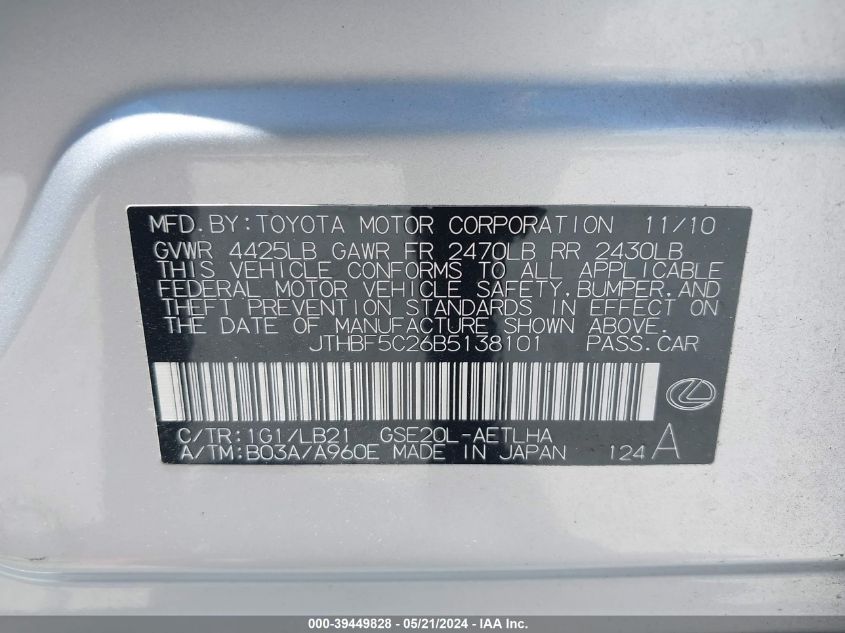 MFD. BY: TOYOTA MOTOR CORPORATION 11/10
GVWR 4425LB GAWR FR 2470LB RR 2430LB
THIS VEHICLE CONFORMS TO ALL APPLICABLE
FEDERAL MOTOR VEHICLE SAFETY, BUMPER, AND
THEFT PREVENTION STANDARDS IN EFFECT ON
THE DATE OF MANUFACTURE SHOWN ABOVE.
JTHBF5C26B5138101 PASS. CAR
C/TR: 1G1/LB21 GSE20L-AETLHA
A/TM: B03A/A960E MADE IN JAPAN 124 A
000-39449828 - 05/21/2024 - IAA Inc.